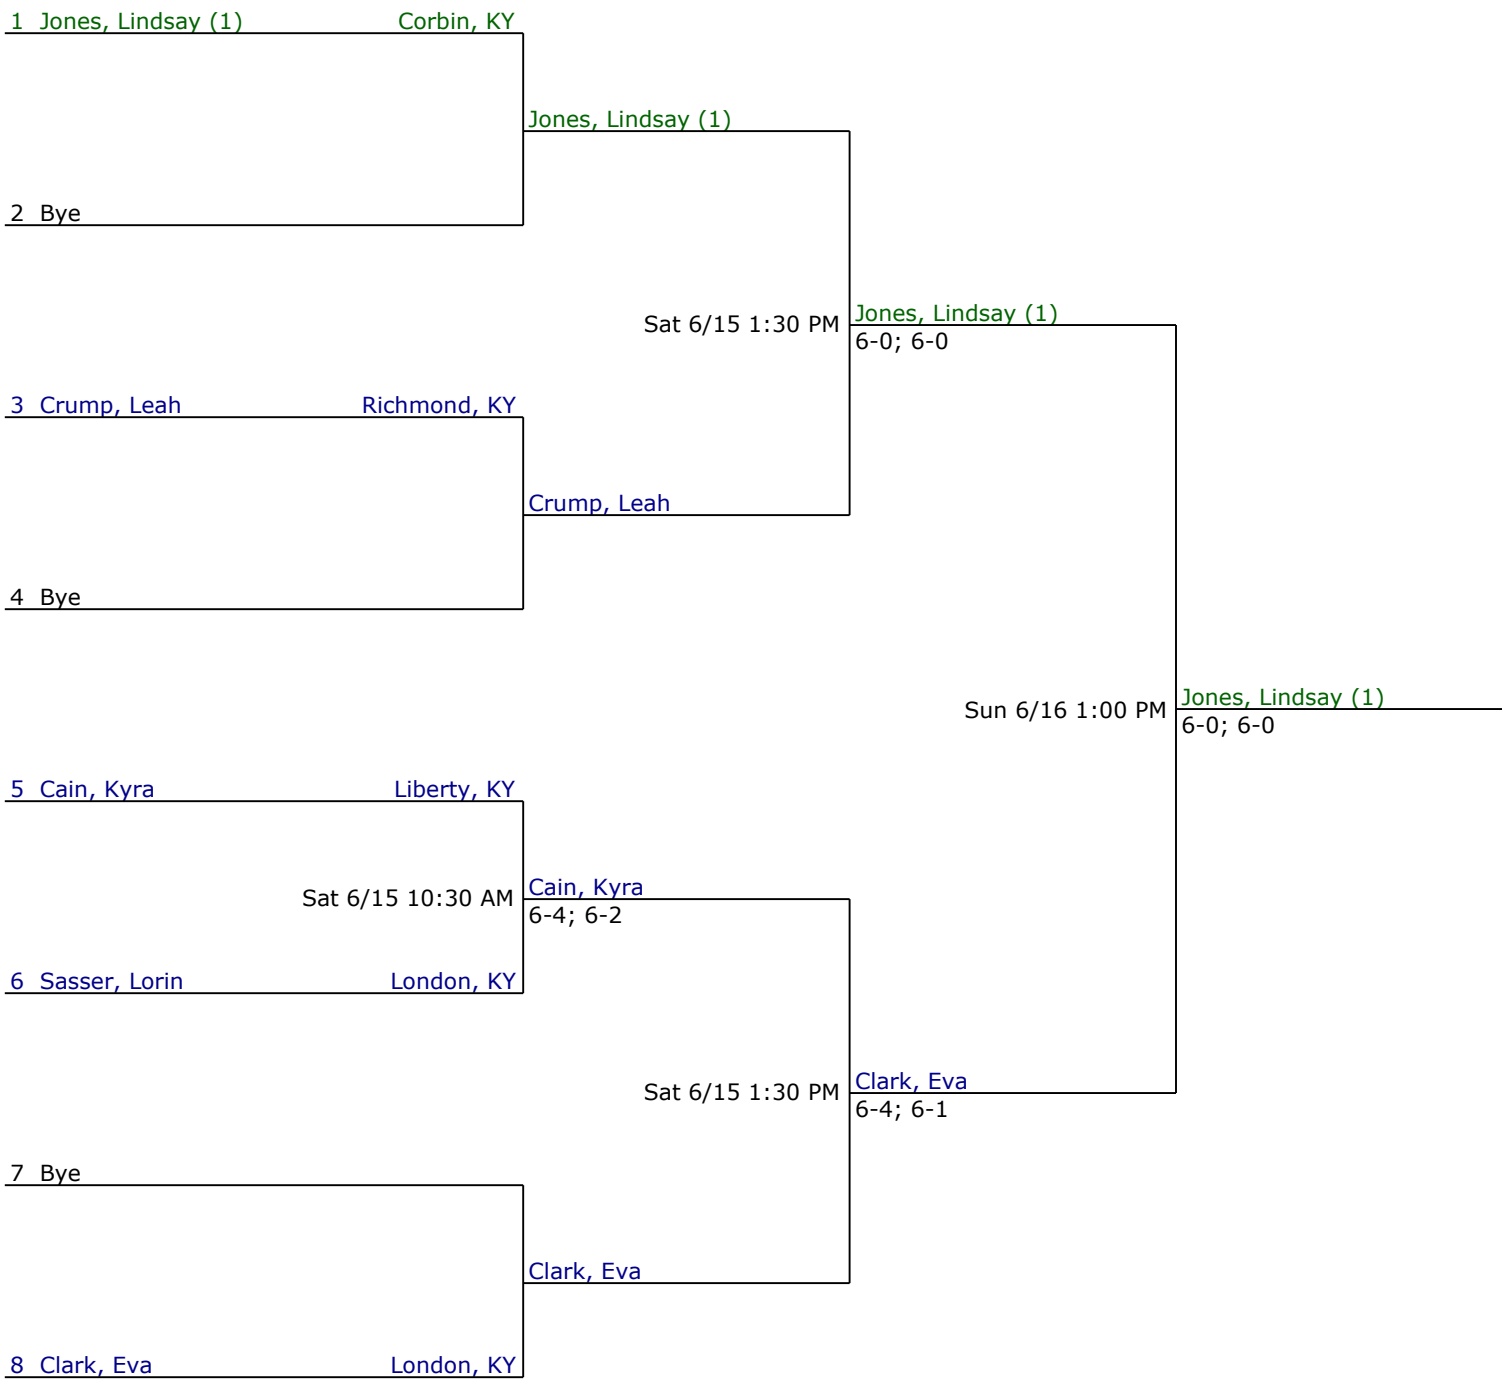 1 Jones, Lindsay (1) Corbin, KY
Jones, Lindsay (1)
2 Bye
Jones, Lindsay (1)
Sat 6/15 1:30 PM
6-0; 6-0
3 Crump, Leah Richmond, KY
Crump, Leah
4 Bye
Jones, Lindsay (1)
Sun 6/16 1:00 PM
6-0; 6-0
5 Cain, Kyra Liberty, KY
Cain, Kyra
Sat 6/15 10:30 AM
6-4; 6-2
6 Sasser, Lorin London, KY
Clark, Eva
Sat 6/15 1:30 PM
6-4; 6-1
7 Bye
Clark, Eva
8 Clark, Eva London, KY